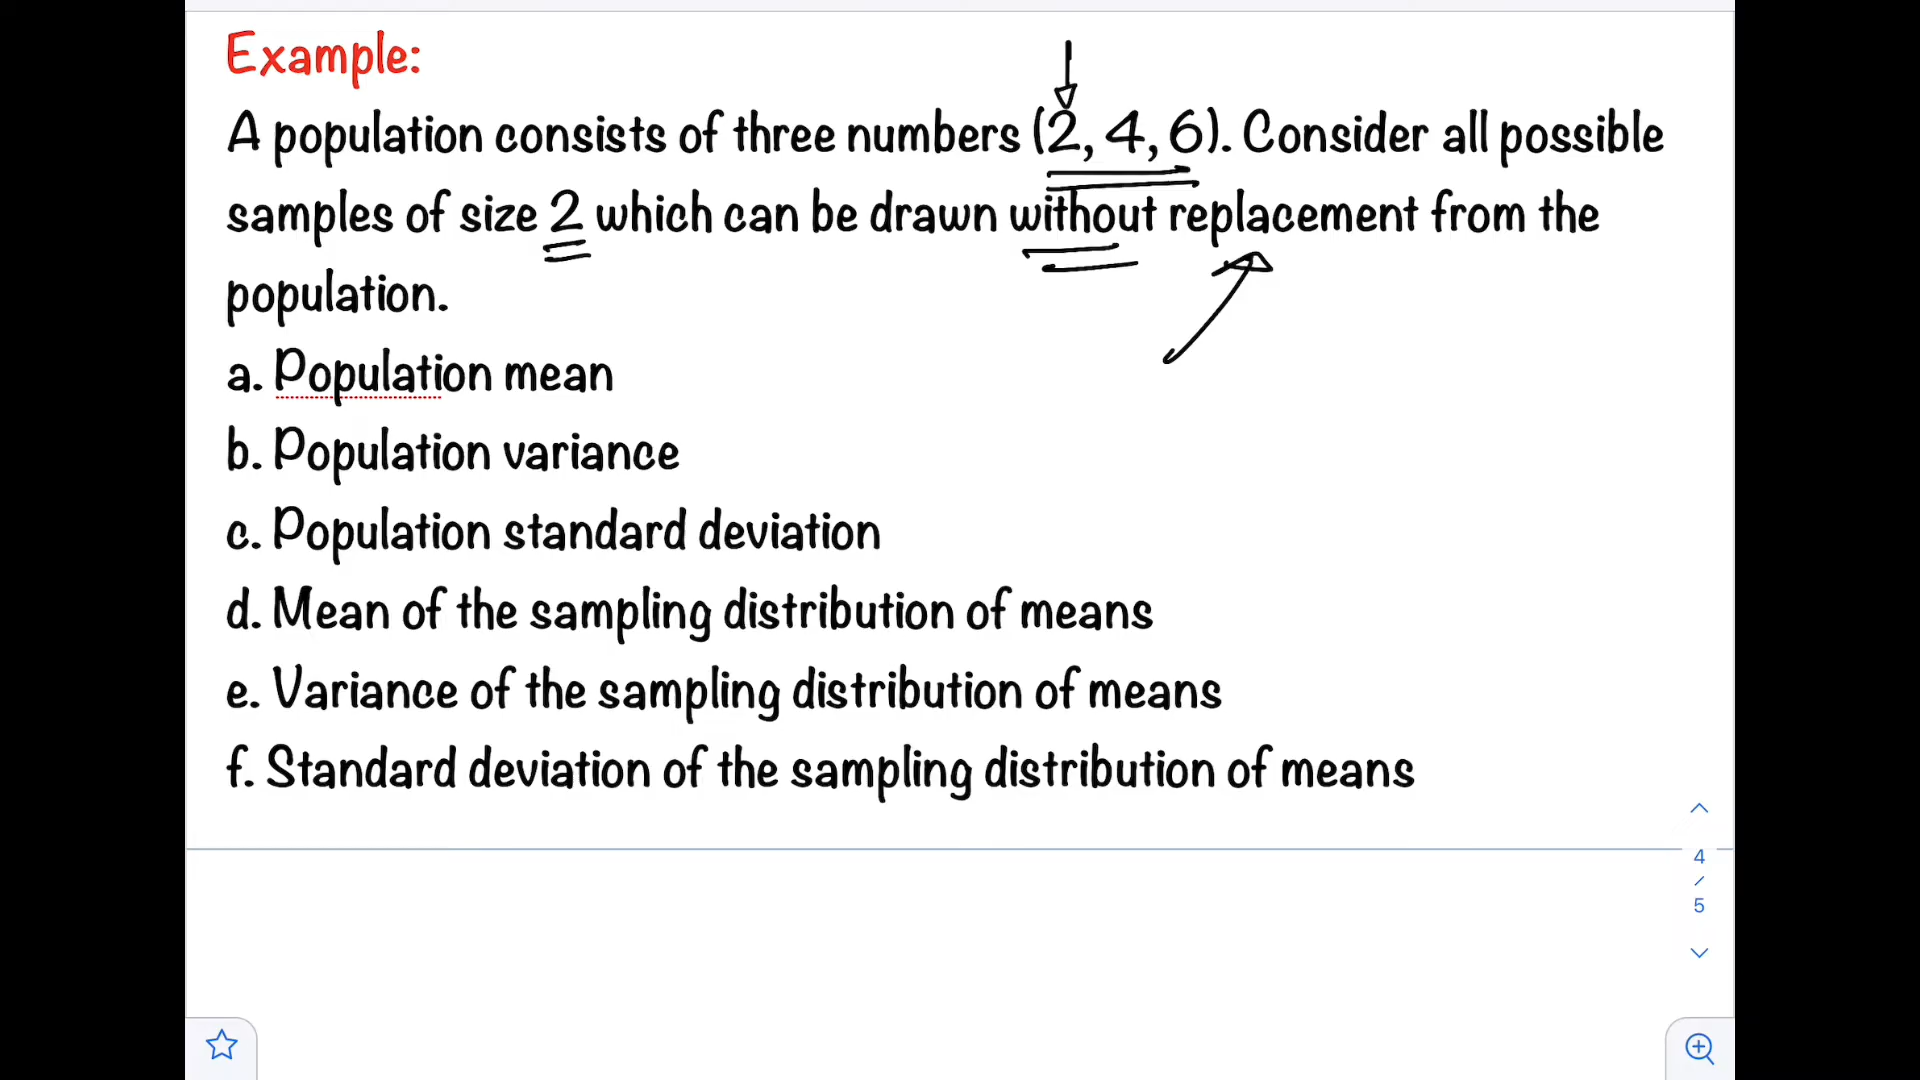 Example:
A population consists of three numbers (2, 4, 6). Consider all possible
samples of size 2 which can be drawn without replacement from the
population.
a. Population mean
b. Population variance
c. Population standard deviation
d. Mean of the sampling distribution of means
e. Variance of the sampling distribution of means
f. Standard deviation of the sampling distribution of means
4
/
5